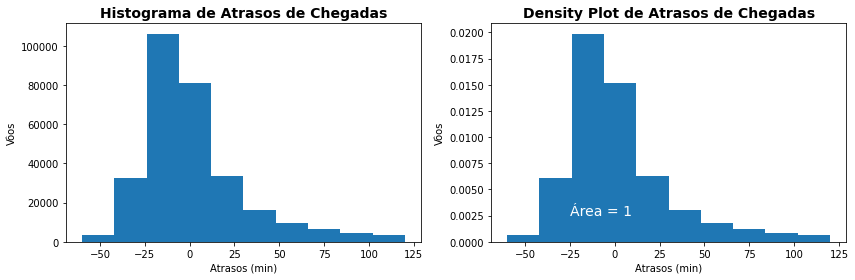 Histograma de Atrasos de Chegadas
100000
80000
60000
40000
20000
0
Vôos
−50 −25 0 25 50 75 100 125
Atrasos (min)
Density Plot de Atrasos de Chegadas
0.0200
0.0175
0.0150
0.0125
0.0100
0.0075
0.0050
0.0025
0.0000
Vôos
Área = 1
−50 −25 0 25 50 75 100 125
Atrasos (min)